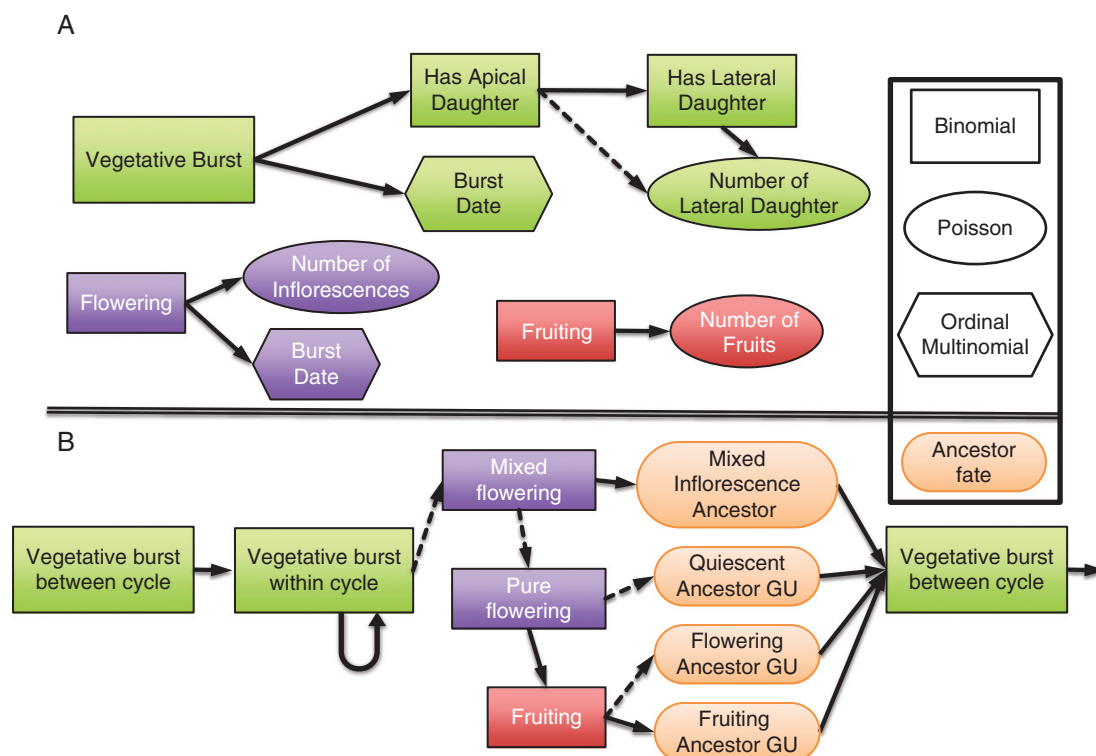 A
Vegetative Burst
Has Apical
Daughter
Has Lateral
Daughter
Burst
Date
Number of
Lateral Daughter
Flowering
Number of
Inflorescences
Burst
Date
Fruiting
Number of
Fruits
Binomial
Poisson
Ordinal
Multinomial
Ancestor
fate
B
Vegetative burst
between cycle
Vegetative burst
within cycle
Mixed
flowering
Pure
flowering
Fruiting
Mixed
Inflorescence
Ancestor
Quiescent
Ancestor GU
Flowering
Ancestor GU
Fruiting
Ancestor GU
Vegetative burst
between cycle